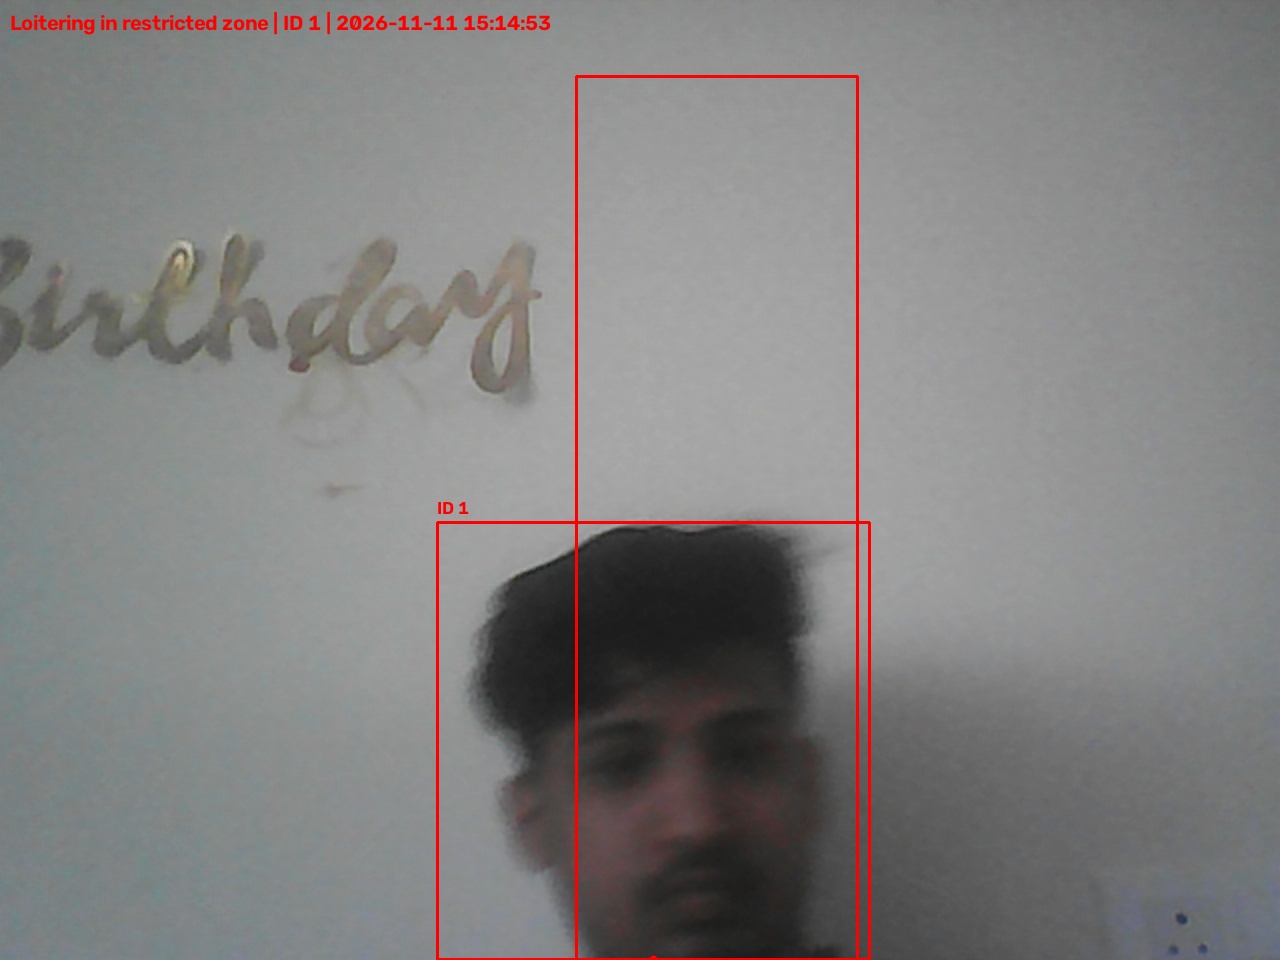 Loitering in restricted zone | ID 1 | 2026-11-11 15:14:53
Birthday
ID 1